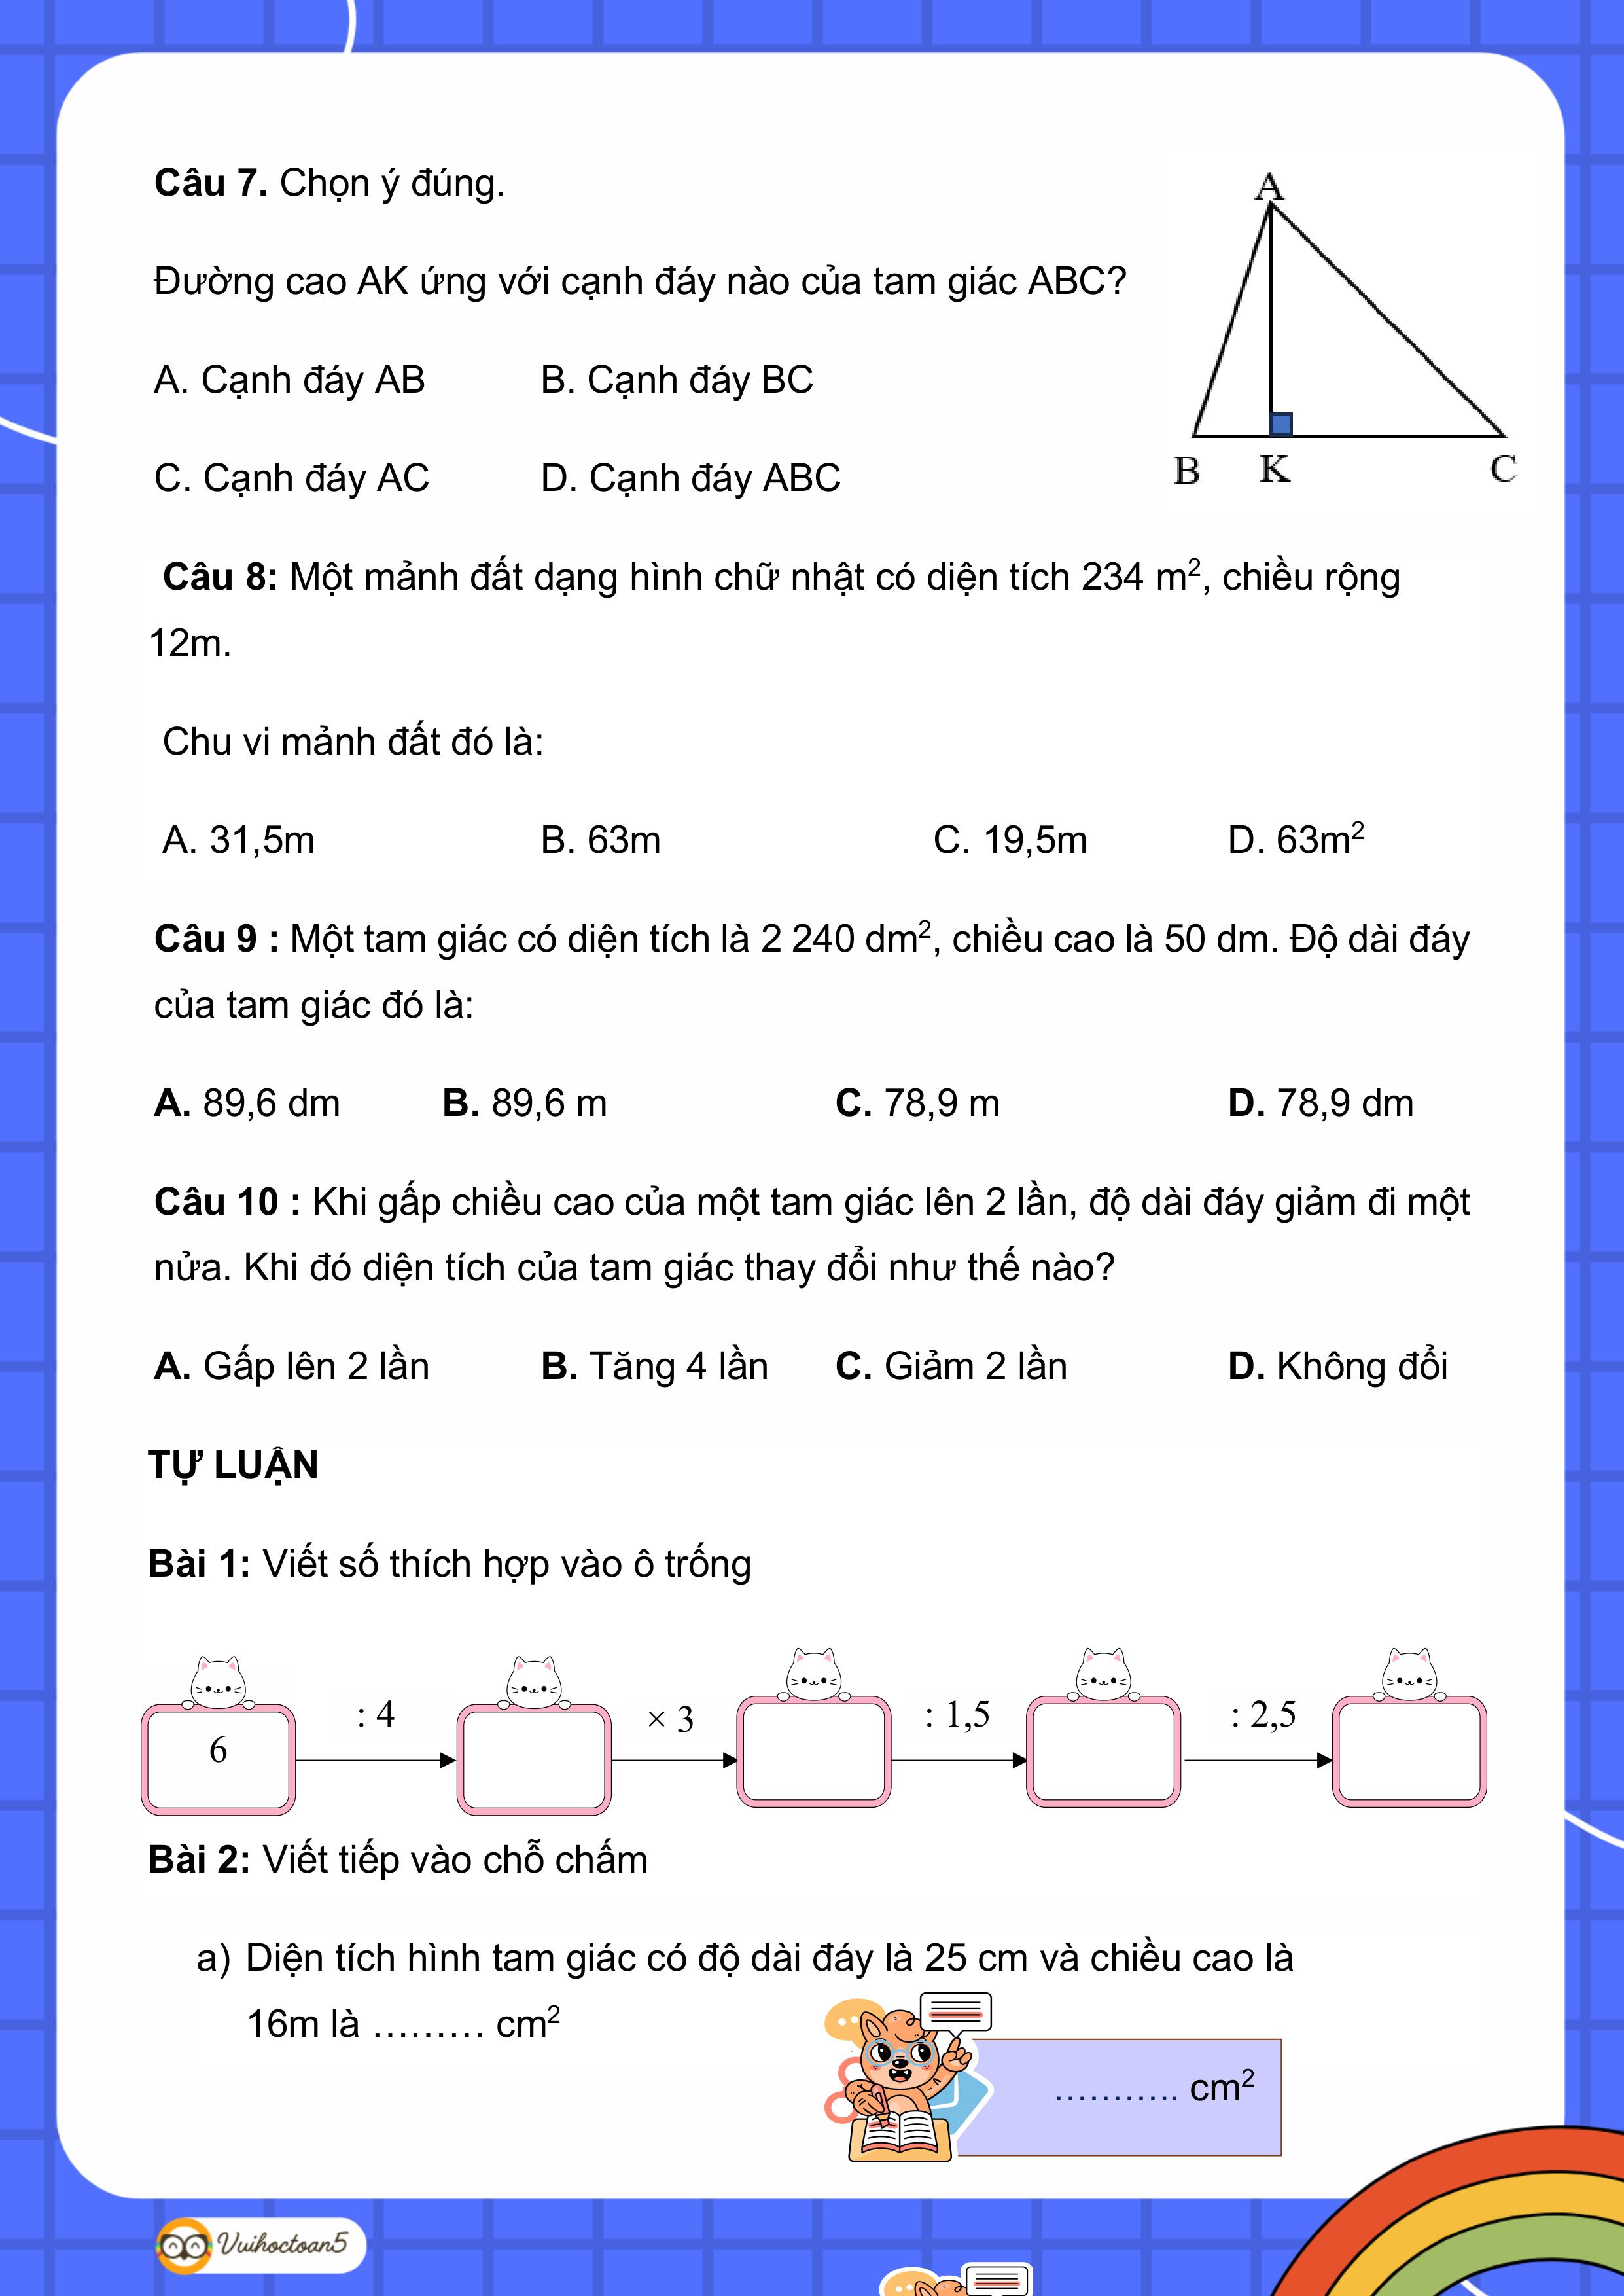 Câu 7. Chọn ý đúng.
Đường cao AK ứng với cạnh đáy nào của tam giác ABC?
A. Cạnh đáy AB B. Cạnh đáy BC
C. Cạnh đáy AC D. Cạnh đáy ABC
A
B K C
Câu 8: Một mảnh đất dạng hình chữ nhật có diện tích 234 m², chiều rộng
12m.
Chu vi mảnh đất đó là:
A. 31,5m B. 63m C. 19,5m D. 63m²
Câu 9 : Một tam giác có diện tích là 2 240 dm², chiều cao là 50 dm. Độ dài đáy
của tam giác đó là:
A. 89,6 dm B. 89,6 m C. 78,9 m D. 78,9 dm
Câu 10 : Khi gấp chiều cao của một tam giác lên 2 lần, độ dài đáy giảm đi một
nửa. Khi đó diện tích của tam giác thay đổi như thế nào?
A. Gấp lên 2 lần B. Tăng 4 lần C. Giảm 2 lần D. Không đổi
TỰ LUẬN
Bài 1: Viết số thích hợp vào ô trống
6 : 4 × 3 : 1,5 : 2,5
Bài 2: Viết tiếp vào chỗ chấm
a) Diện tích hình tam giác có độ dài đáy là 25 cm và chiều cao là
16m là ……… cm²
……….. cm²
Vuihoctoan5